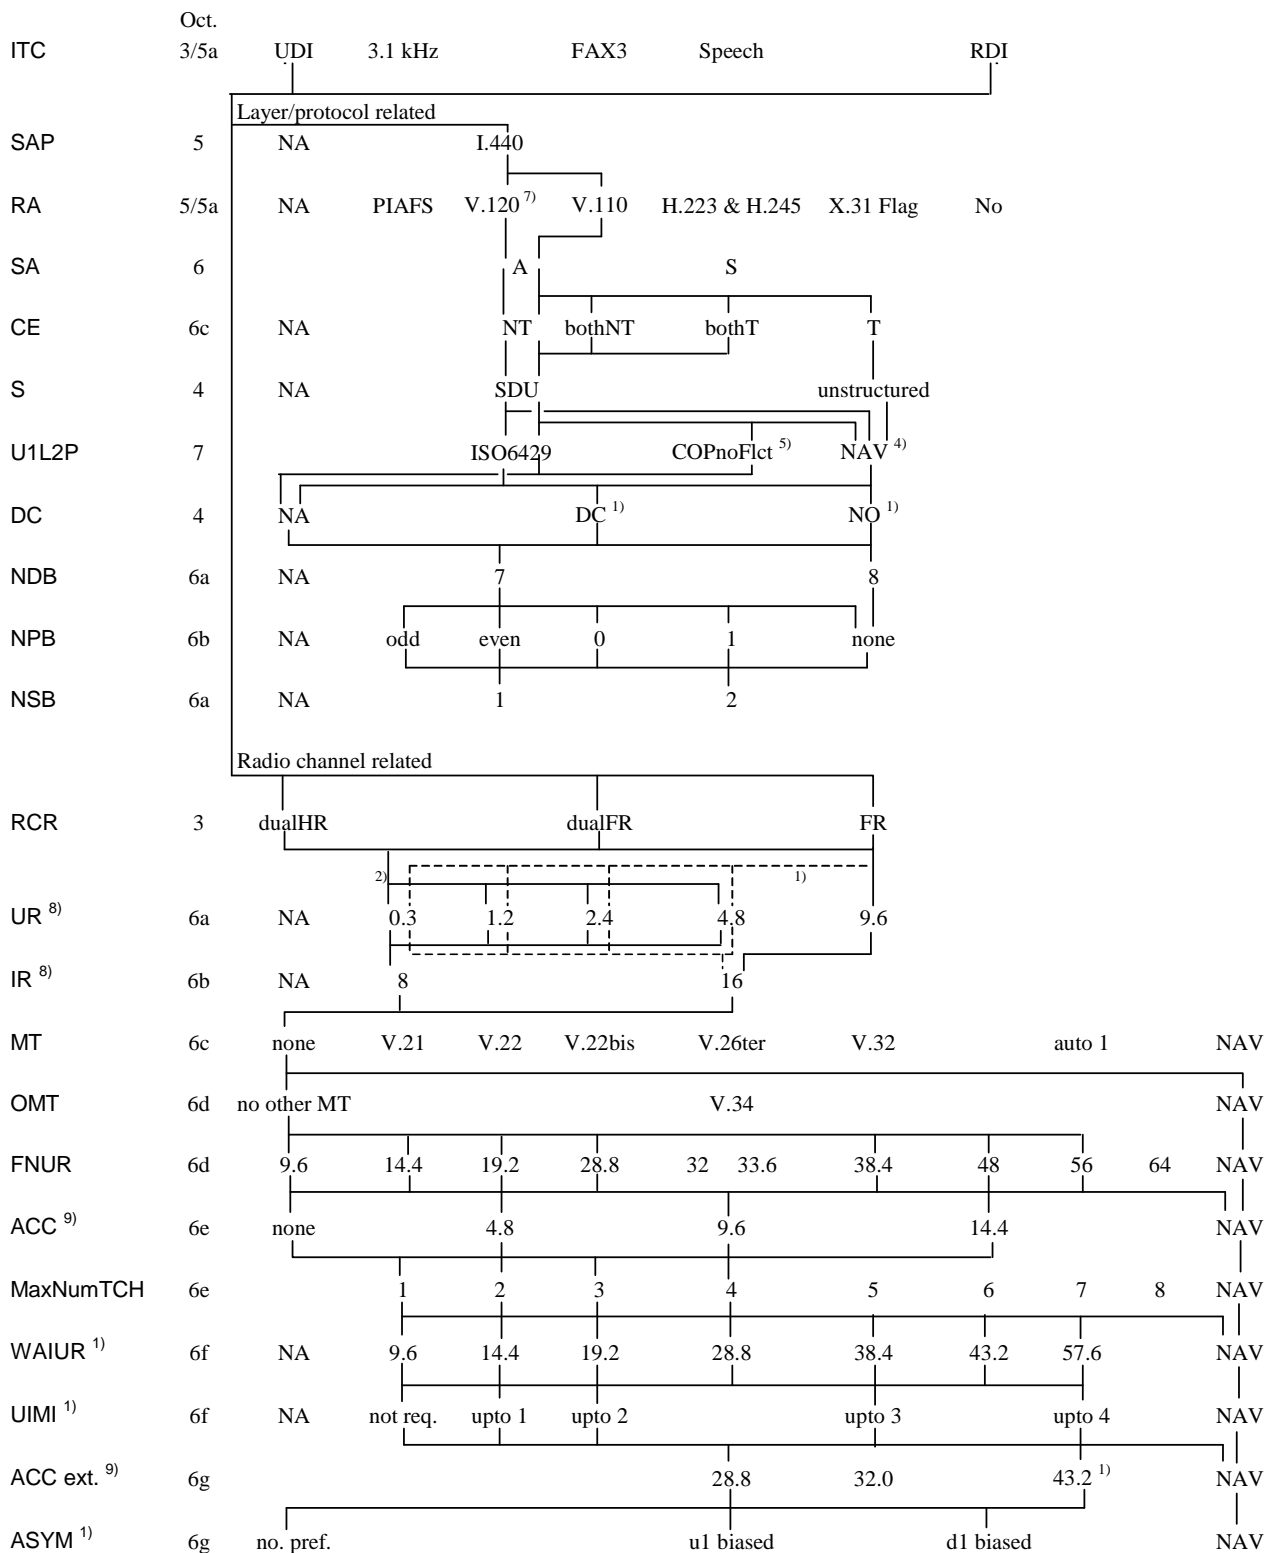 Oct.
ITC 3/5a UDI 3.1 kHz FAX3 Speech RDI
Layer/protocol related
SAP 5 NA I.440
RA 5/5a NA PIAFS V.120 7) V.110 H.223 & H.245 X.31 Flag No
SA 6 A S
CE 6c NA NT bothNT bothT T
S 4 NA SDU unstructured
U1L2P 7 ISO6429 COPnoFlct 5) NAV 4)
DC 4 NA DC 1) NO 1)
NDB 6a NA 7 8
NPB 6b NA odd even 0 1 none
NSB 6a NA 1 2
Radio channel related
RCR 3 dualHR dualFR FR
2) 1)
UR 8) 6a NA 0.3 1.2 2.4 4.8 9.6
IR 8) 6b NA 8 16
MT 6c none V.21 V.22 V.22bis V.26ter V.32 auto 1 NAV
OMT 6d no other MT V.34 NAV
FNUR 6d 9.6 14.4 19.2 28.8 32 33.6 38.4 48 56 64 NAV
ACC 9) 6e none 4.8 9.6 14.4 NAV
MaxNumTCH 6e 1 2 3 4 5 6 7 8 NAV
WAIUR 1) 6f NA 9.6 14.4 19.2 28.8 38.4 43.2 57.6 NAV
UIMI 1) 6f NA not req. upto 1 upto 2 upto 3 upto 4 NAV
ACC ext. 9) 6g 28.8 32.0 43.2 1) NAV
ASYM 1) 6g no. pref. u1 biased d1 biased NAV